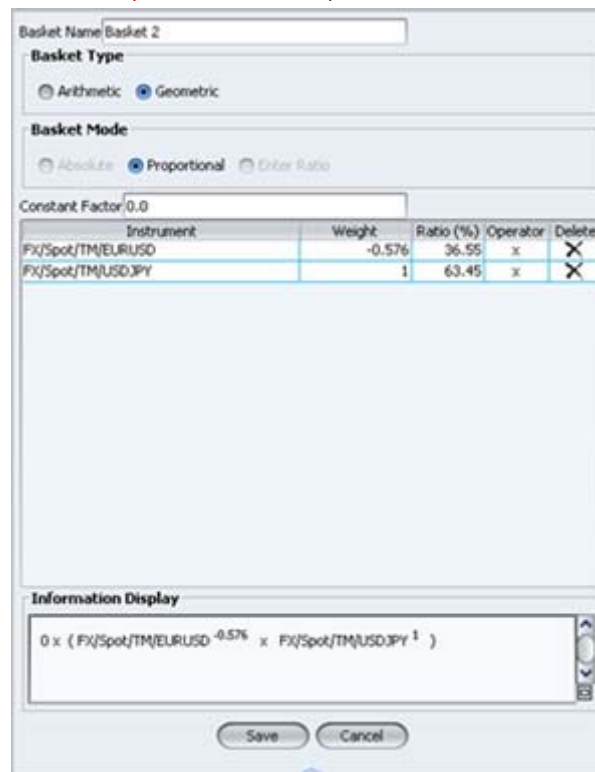 Basket Name Basket 2
Basket Type
Arithmetic Geometric
Basket Mode
Absolute Proportional Enter Ratio
Constant Factor 0.0
Instrument Weight Ratio (%) Operator Delete
FX/Spot/TM/EURUSD -0.576 36.55 x X
FX/Spot/TM/USDJPY 1 63.45 x X
Information Display
0 x ( FX/Spot/TM/EURUSD -0.576 x FX/Spot/TM/USDJPY 1 )
Save Cancel